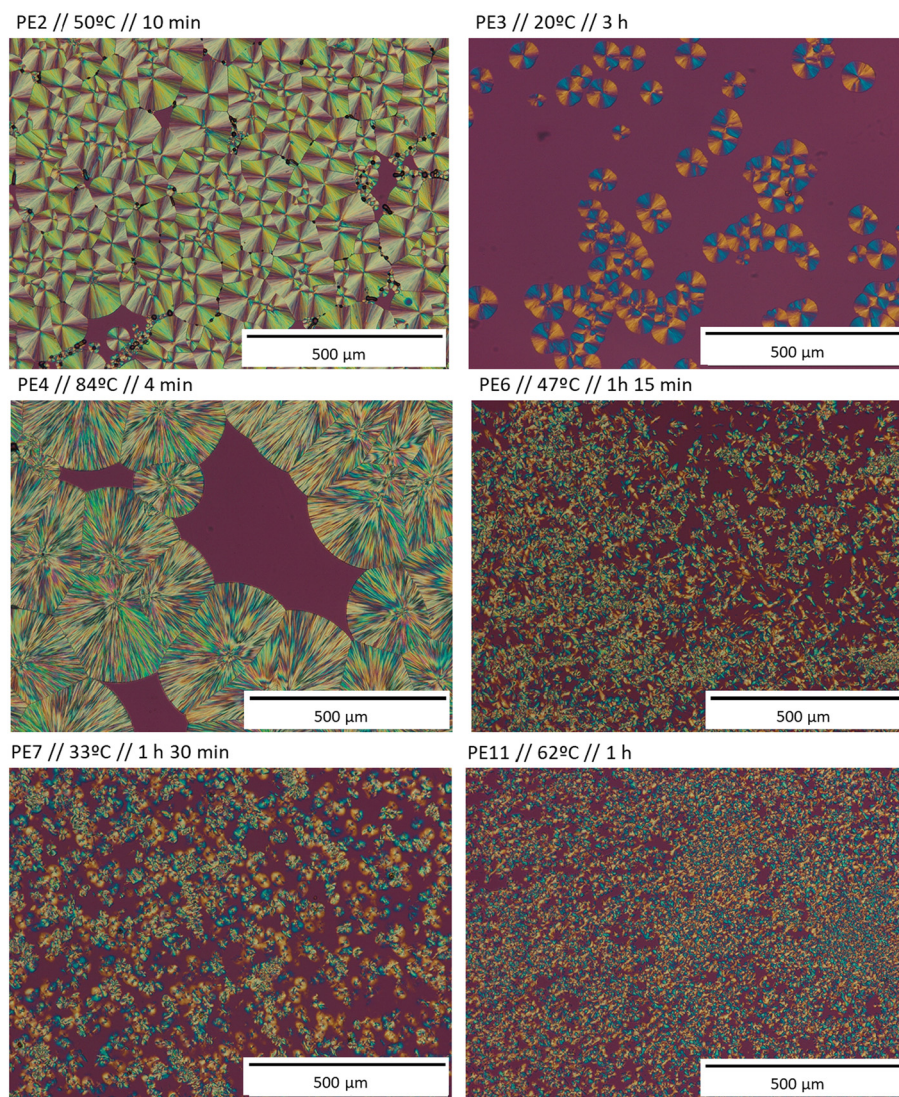 PE2 // 50ºC // 10 min
PE3 // 20ºC // 3 h
500 µm
500 µm
PE4 // 84ºC // 4 min
PE6 // 47ºC // 1h 15 min
500 µm
500 µm
PE7 // 33ºC // 1 h 30 min
PE11 // 62ºC // 1 h
500 µm
500 µm